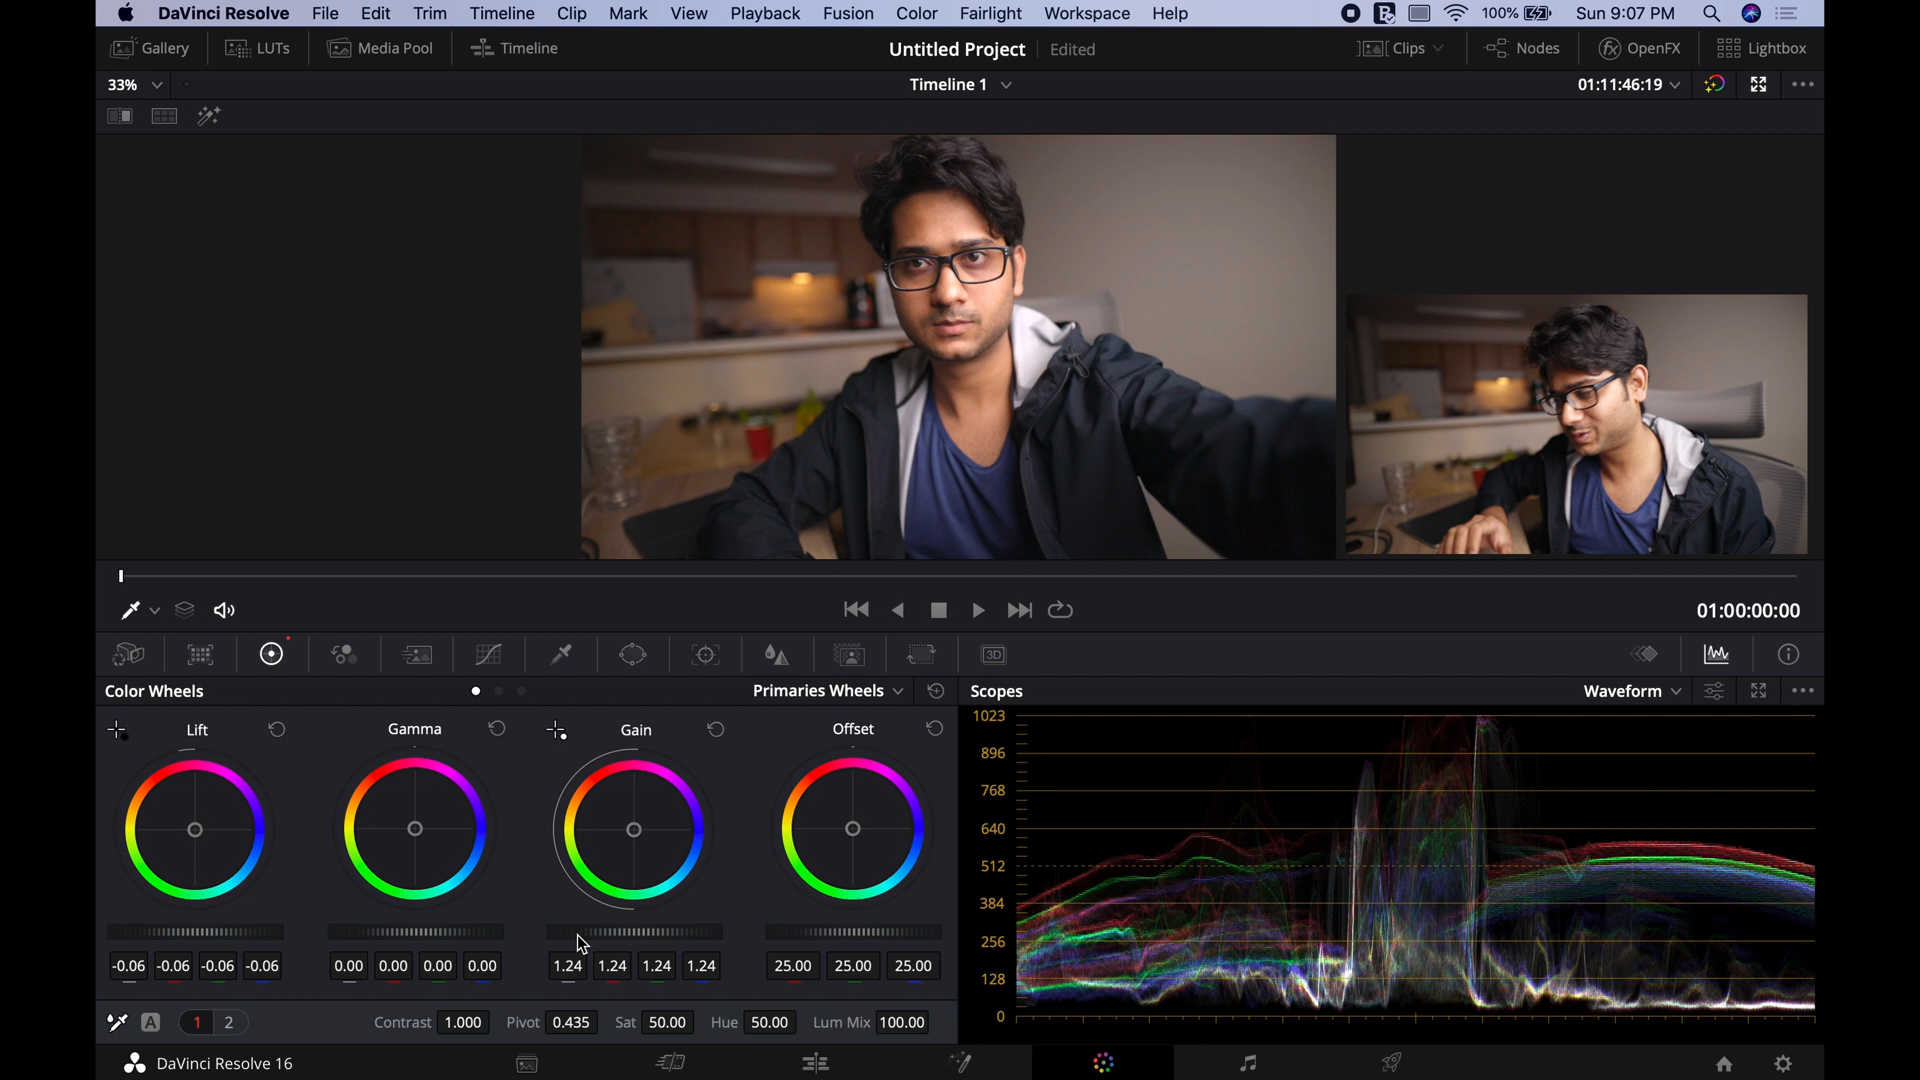 DaVinci Resolve File Edit Trim Timeline Clip Mark View Playback Fusion Color Fairlight Workspace Help 100% Sun 9:07 PM
Gallery LUTs Media Pool Timeline Untitled Project Edited Clips Nodes OpenFX Lightbox
33% Timeline 1 01:11:46:19
01:00:00:00
3D
Color Wheels Primaries Wheels Scopes Waveform
Lift Gamma Gain Offset
1023
896
768
640
512
384
256
128
0
-0.06 -0.06 -0.06 -0.06 0.00 0.00 0.00 0.00 1.24 1.24 1.24 1.24 25.00 25.00 25.00
A 1 2 Contrast 1.000 Pivot 0.435 Sat 50.00 Hue 50.00 Lum Mix 100.00
DaVinci Resolve 16